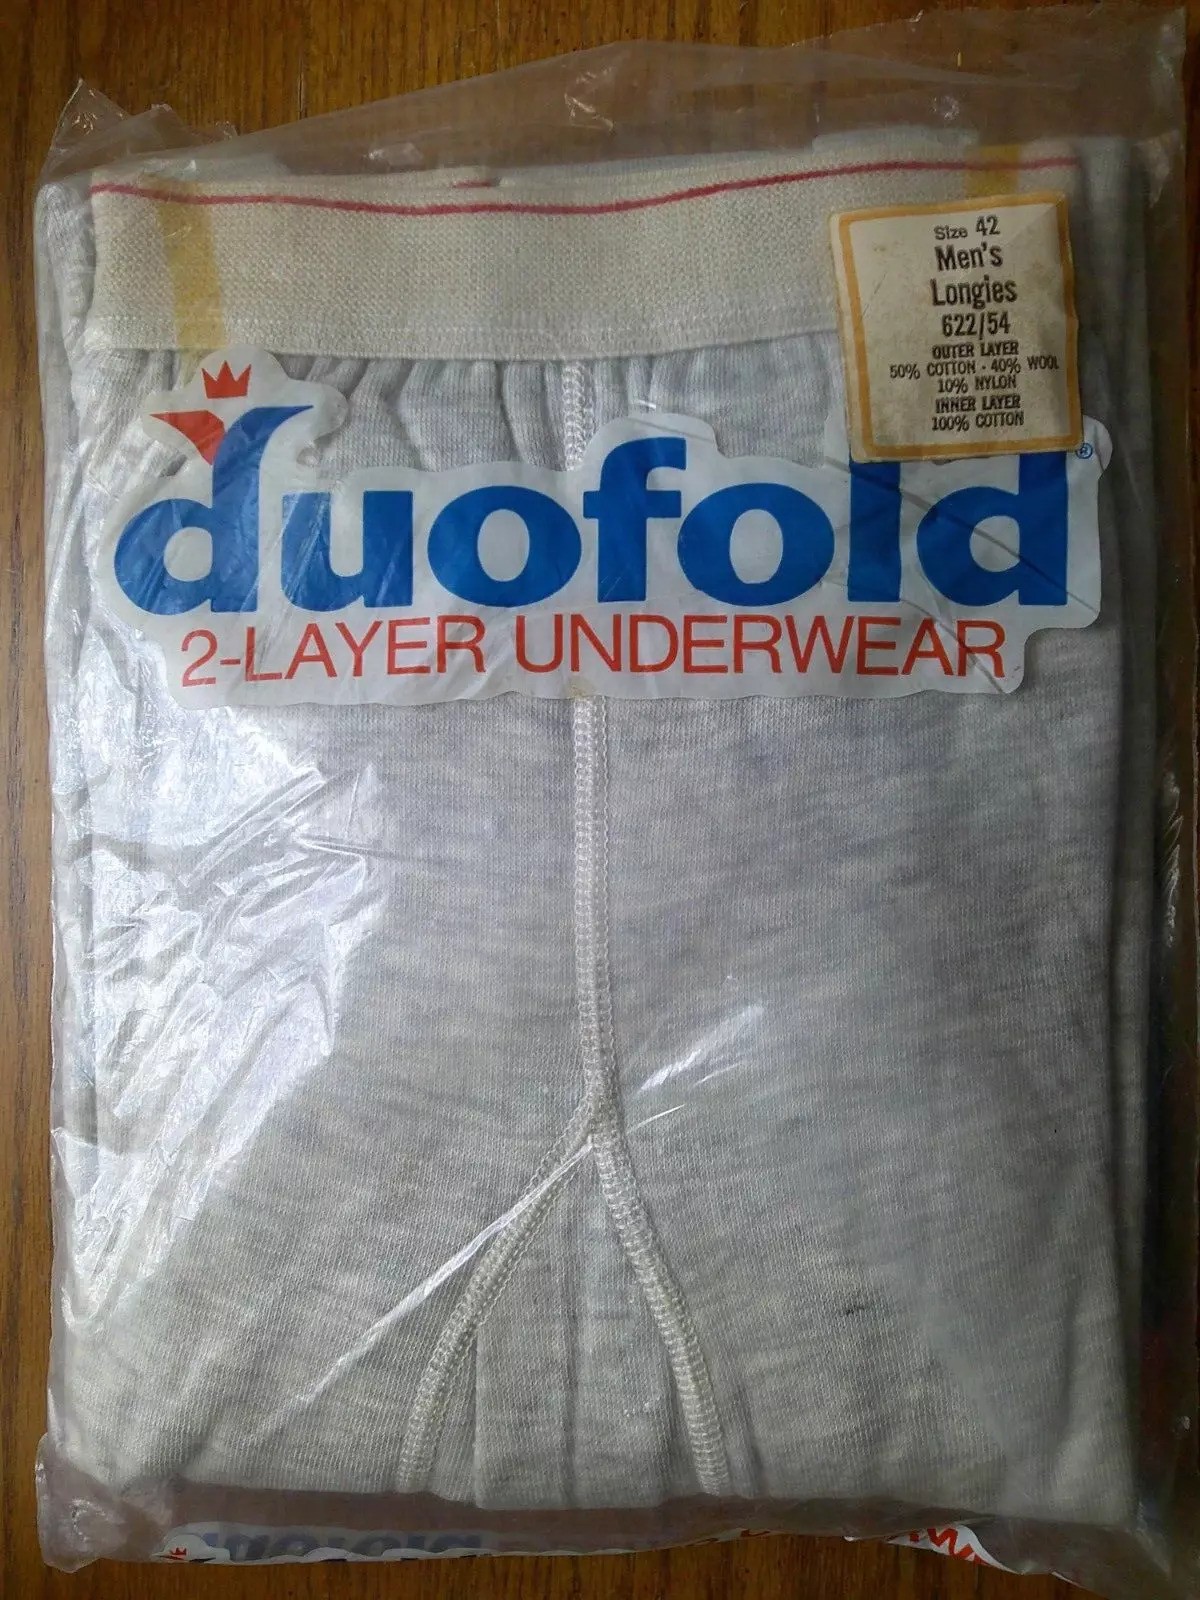 Size 42
Men's
Longies
622/54
OUTER LAYER
50% COTTON - 40% WOOL
10% NYLON
INNER LAYER
100% COTTON
duofold®
2-LAYER UNDERWEAR
duofold